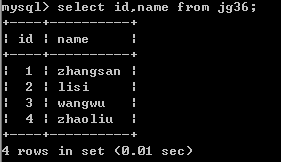 mysql> select id,name from jg36;
+----+----------+
| id | name     |
+----+----------+
|  1 | zhangsan |
|  2 | lisi     |
|  3 | wangwu   |
|  4 | zhaoliu  |
+----+----------+
4 rows in set (0.01 sec)